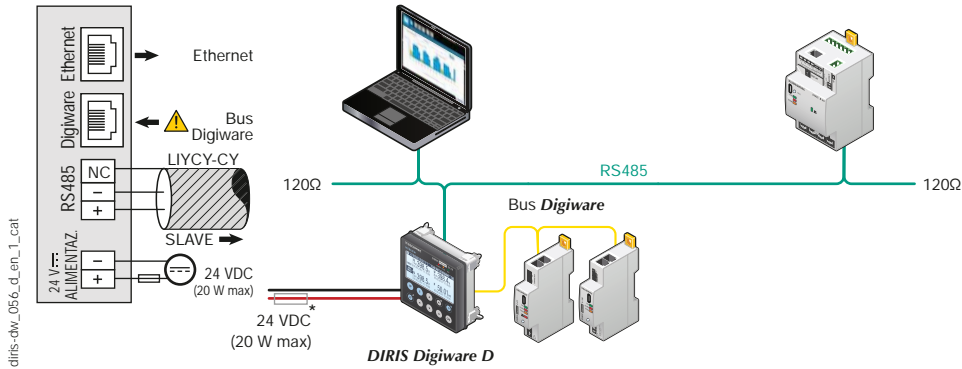 Ethernet
Ethernet
Digiware
Bus
Digiware
RS485
NC
–
+
LIYCY-CY
SLAVE
24 V
ALIMENTAZ.
–
+
24 VDC
(20 W max)
diris-dw_056_d_en_1_cat
120Ω
RS485
120Ω
Bus Digiware
24 VDC
*
(20 W max)
DIRIS Digiware D